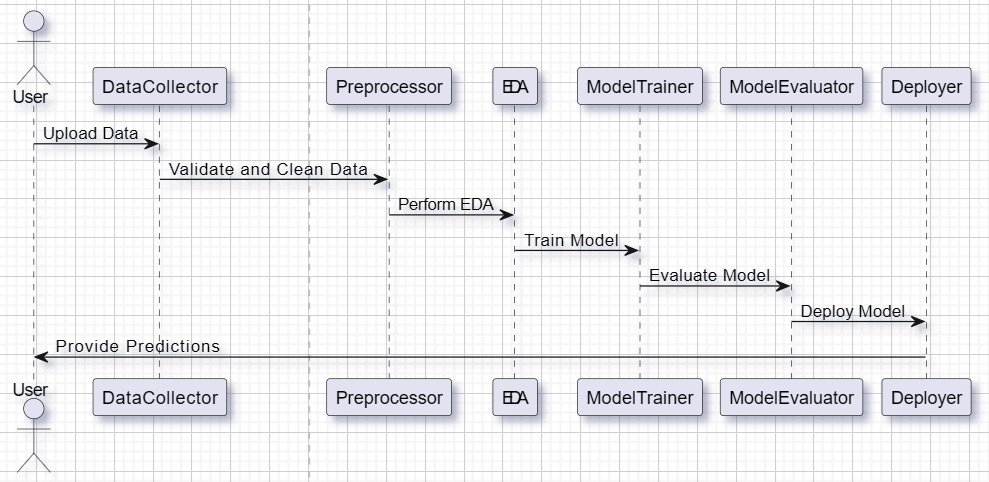 User
DataCollector
Preprocessor
EDA
ModelTrainer
ModelEvaluator
Deployer
Upload Data
Validate and Clean Data
Perform EDA
Train Model
Evaluate Model
Deploy Model
Provide Predictions
User
DataCollector
Preprocessor
EDA
ModelTrainer
ModelEvaluator
Deployer